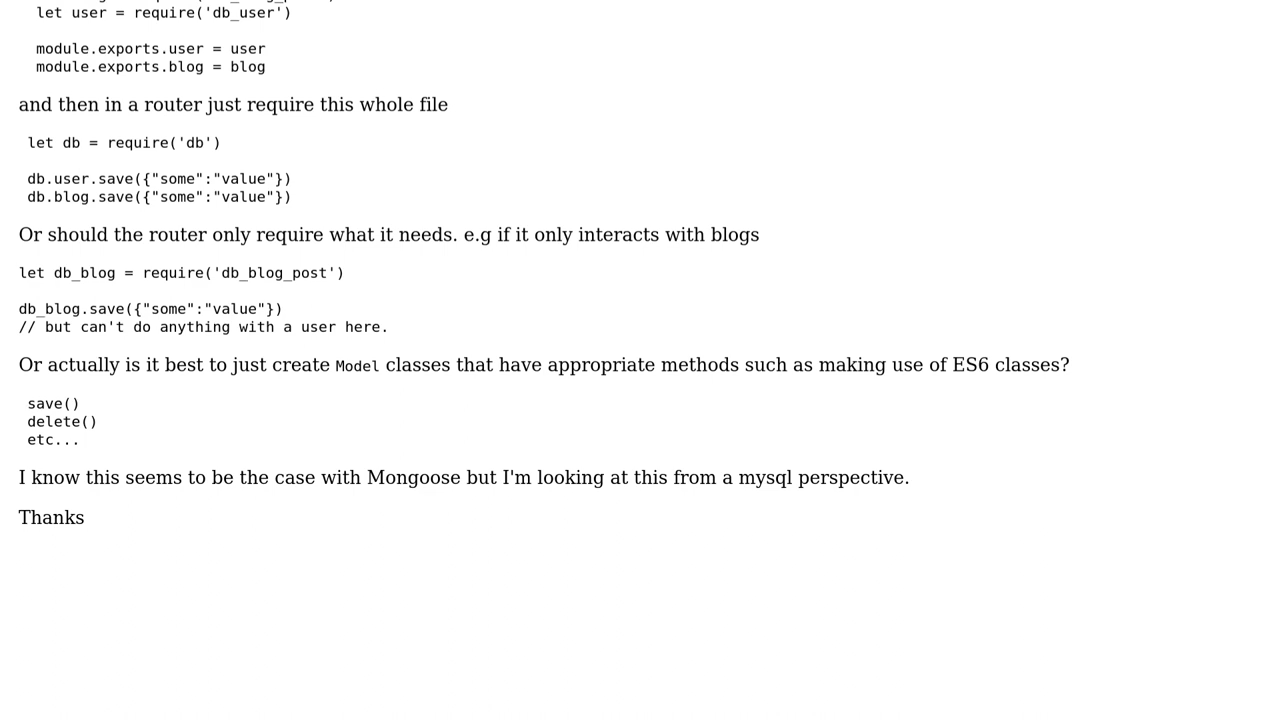 let user = require('db_user')
module.exports.user = user
module.exports.blog = blog
and then in a router just require this whole file
let db = require('db')
db.user.save({"some":"value"})
db.blog.save({"some":"value"})
Or should the router only require what it needs. e.g if it only interacts with blogs
let db_blog = require('db_blog_post')
db_blog.save({"some":"value"})
// but can't do anything with a user here.
Or actually is it best to just create Model classes that have appropriate methods such as making use of ES6 classes?
save()
delete()
etc...
I know this seems to be the case with Mongoose but I'm looking at this from a mysql perspective.
Thanks